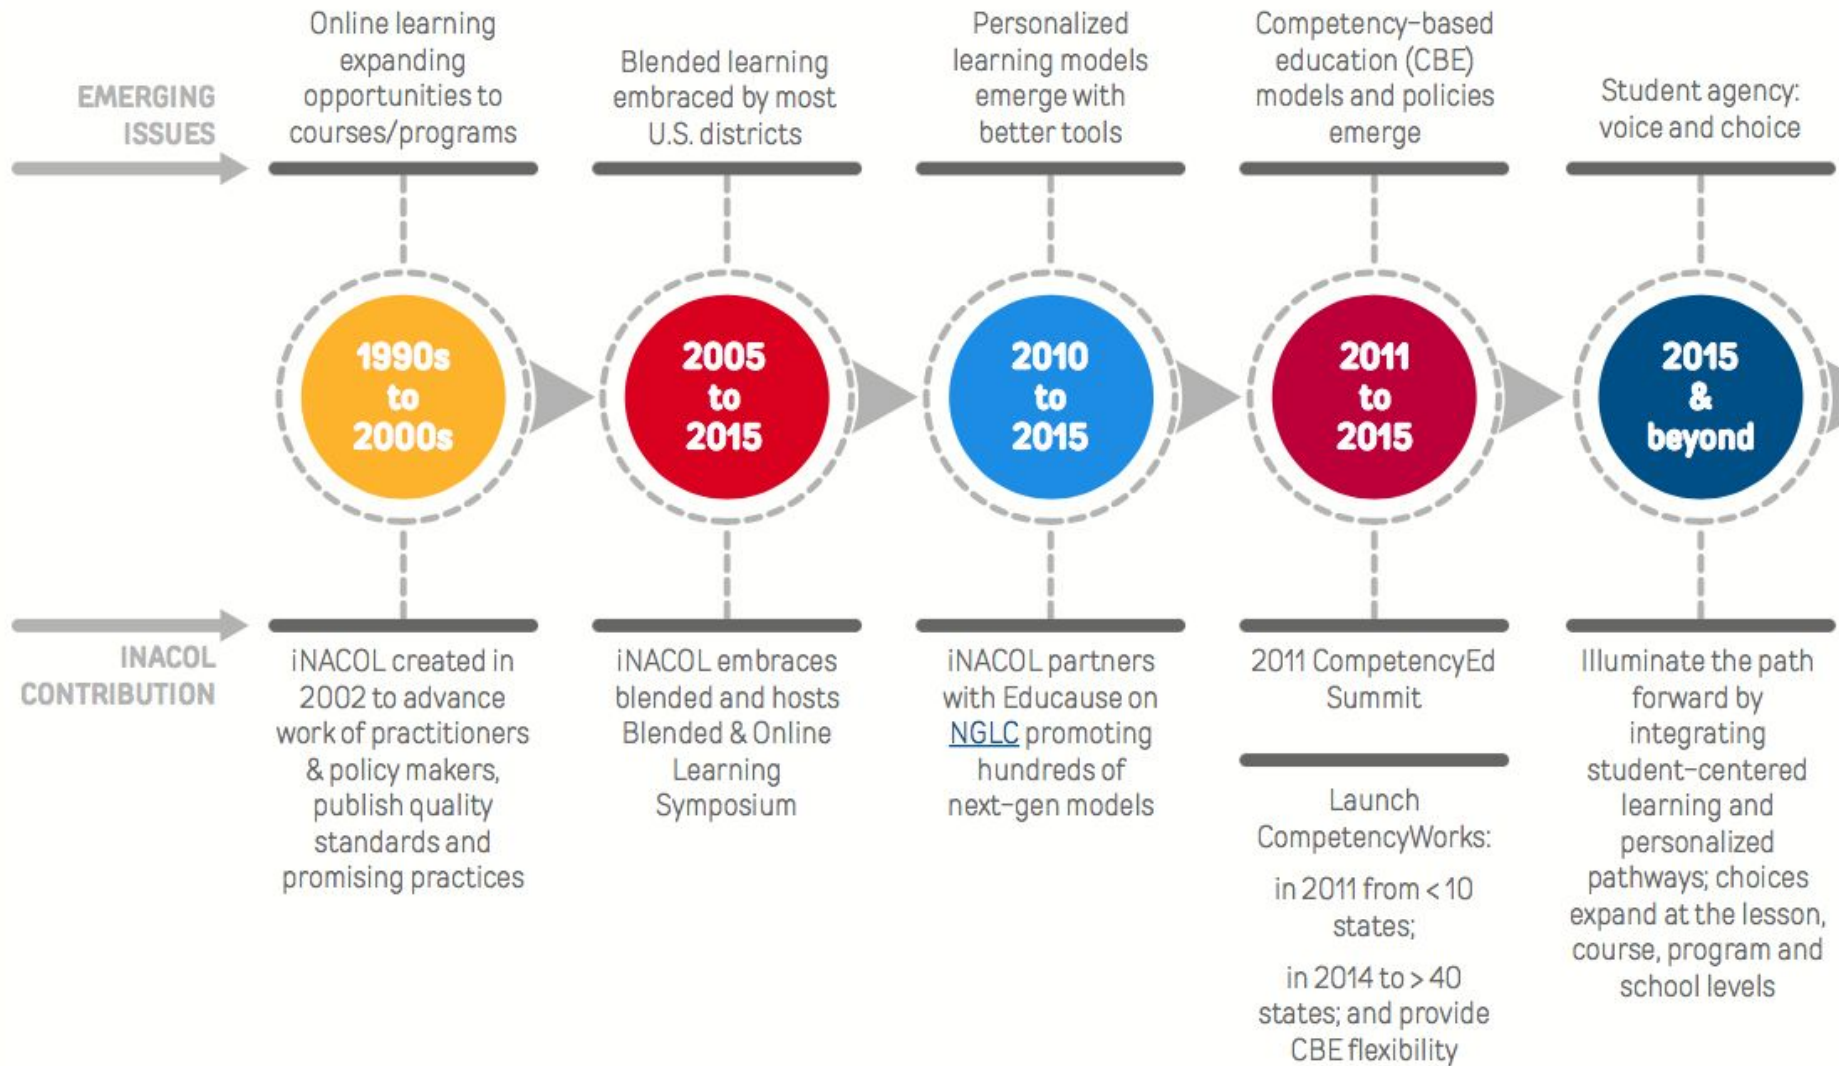 EMERGING
ISSUES
Online learning
expanding
opportunities to
courses/programs
Blended learning
embraced by most
U.S. districts
Personalized
learning models
emerge with
better tools
Competency-based
education (CBE)
models and policies
emerge
Student agency:
voice and choice
1990s
to
2000s
2005
to
2015
2010
to
2015
2011
to
2015
2015
&
beyond
INACOL
CONTRIBUTION
iNACOL created in
2002 to advance
work of practitioners
& policy makers,
publish quality
standards and
promising practices
iNACOL embraces
blended and hosts
Blended & Online
Learning
Symposium
iNACOL partners
with Educause on
NGLC promoting
hundreds of
next-gen models
2011 CompetencyEd
Summit
Launch
CompetencyWorks:
in 2011 from < 10
states;
in 2014 to > 40
states; and provide
CBE flexibility
Illuminate the path
forward by
integrating
student-centered
learning and
personalized
pathways; choices
expand at the lesson,
course, program and
school levels